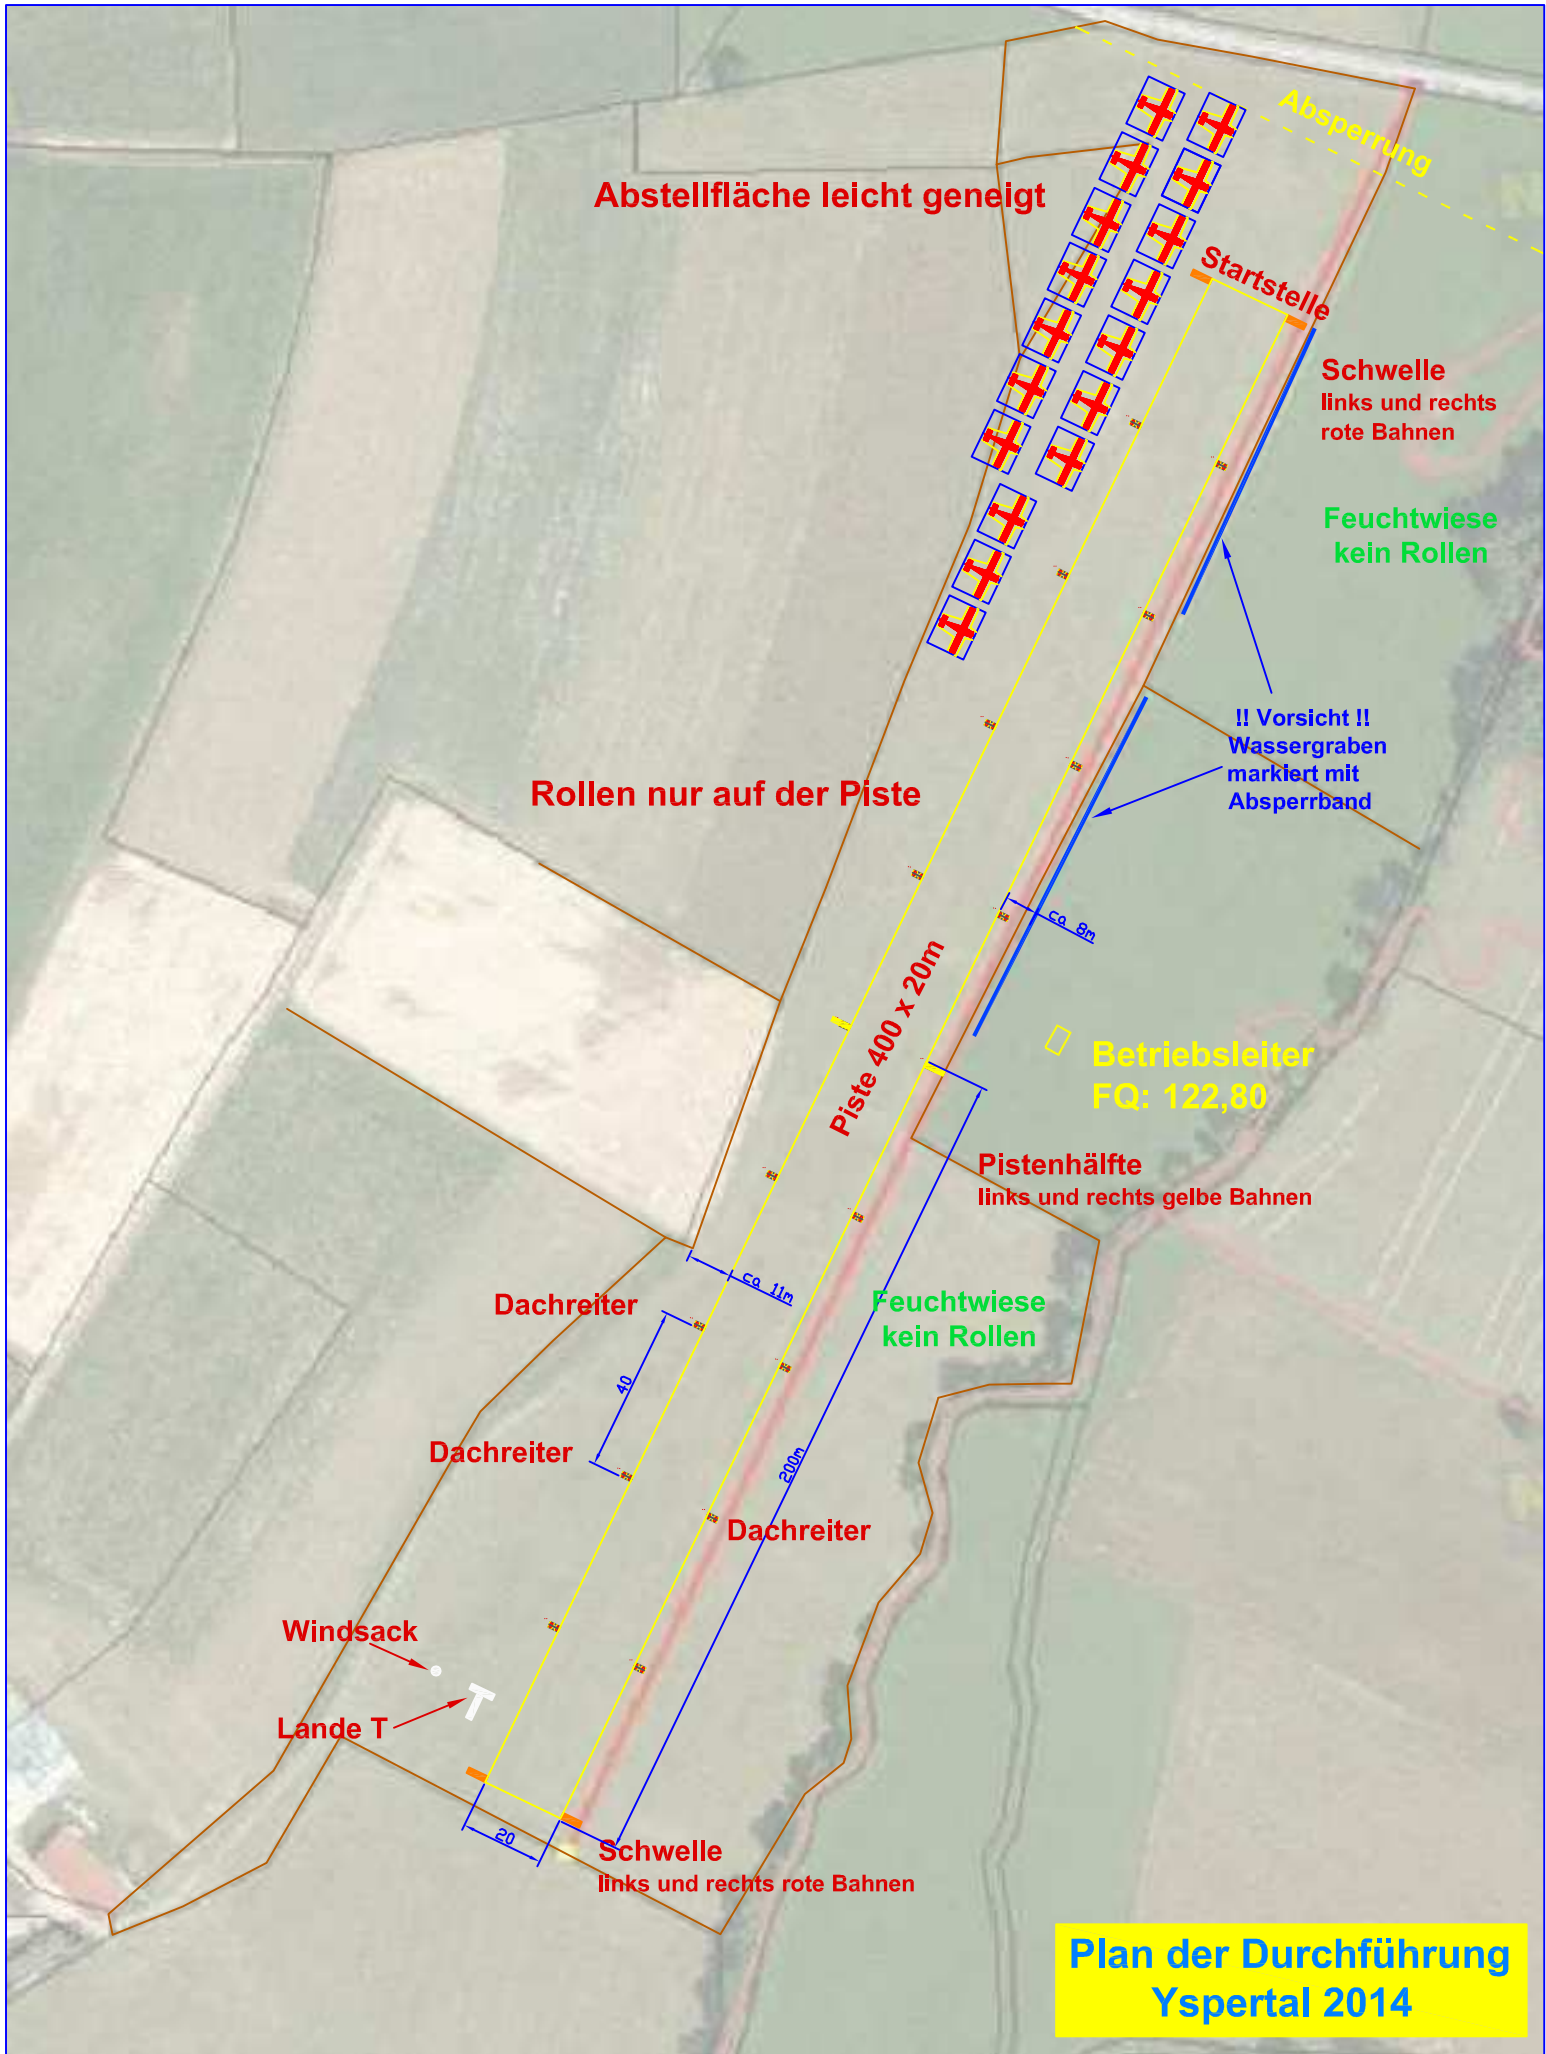 Absperrung
Abstellfläche leicht geneigt
Startstelle
Schwelle
links und rechts
rote Bahnen
Feuchtwiese
kein Rollen
!! Vorsicht !!
Wassergraben
markiert mit
Absperrband
Rollen nur auf der Piste
ca 8m
Piste 400 x 20m
Betriebsleiter
FQ: 122,80
Pistenhälfte
links und rechts gelbe Bahnen
ca 11m
Dachreiter
Feuchtwiese
kein Rollen
40
Dachreiter
200m
Dachreiter
Windsack
Lande T
20
Schwelle
links und rechts rote Bahnen
Plan der Durchführung
Yspertal 2014